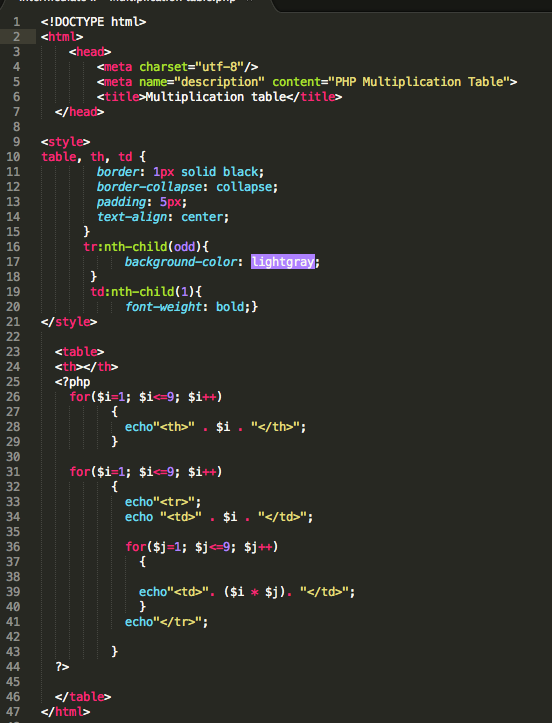 Multiplication table.php
1 <!DOCTYPE html>
2 <html>
3 <head>
4 <meta charset="utf-8"/>
5 <meta name="description" content="PHP Multiplication Table">
6 <title>Multiplication table</title>
7 </head>
8
9 <style>
10 table, th, td {
11 border: 1px solid black;
12 border-collapse: collapse;
13 padding: 5px;
14 text-align: center;
15 }
16 tr:nth-child(odd){
17 background-color: lightgray;
18 }
19 td:nth-child(1){
20 font-weight: bold;}
21 </style>
22
23 <table>
24 <th></th>
25 <?php
26 for($i=1; $i<=9; $i++)
27 {
28 echo"<th>" . $i . "</th>";
29 }
30
31 for($i=1; $i<=9; $i++)
32 {
33 echo"<tr>";
34 echo "<td>" . $i . "</td>";
35
36 for($j=1; $j<=9; $j++)
37 {
38
39 echo"<td>". ($i * $j). "</td>";
40 }
41 echo"</tr>";
42
43 }
44 ?>
45
46 </table>
47 </html>